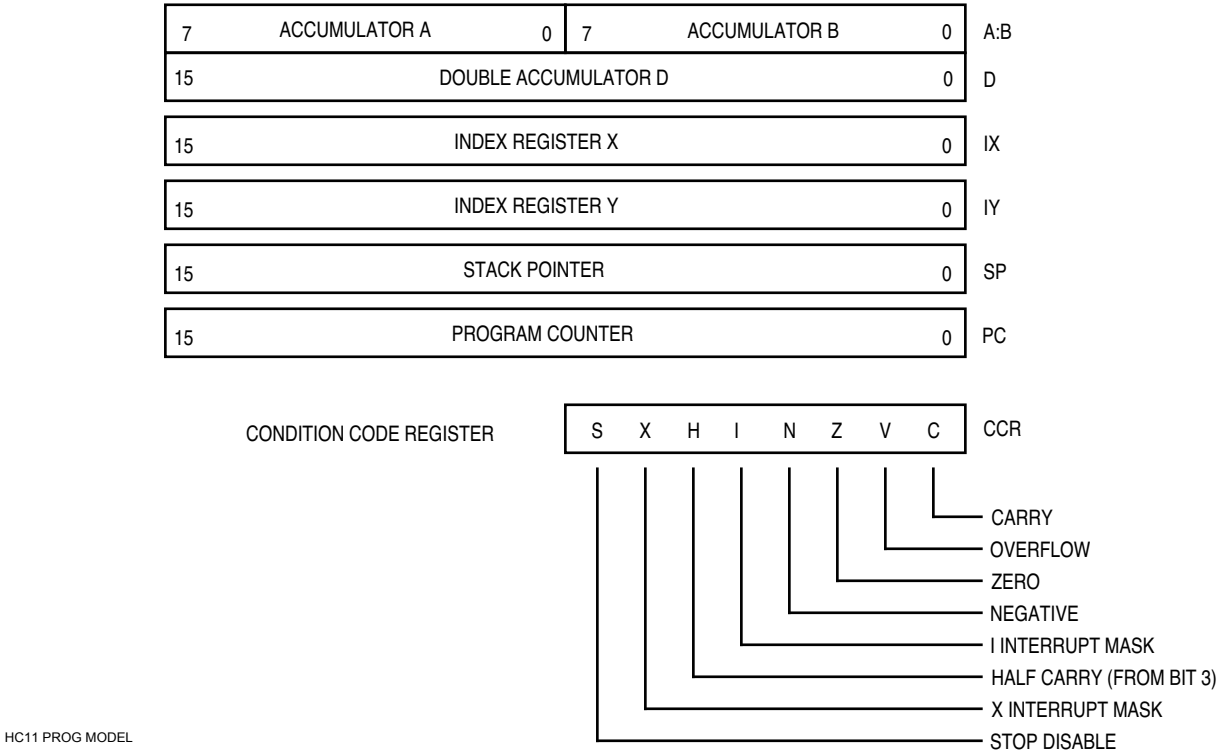 7 ACCUMULATOR A 0 7 ACCUMULATOR B 0 A:B
15 DOUBLE ACCUMULATOR D 0 D
15 INDEX REGISTER X 0 IX
15 INDEX REGISTER Y 0 IY
15 STACK POINTER 0 SP
15 PROGRAM COUNTER 0 PC
CONDITION CODE REGISTER S X H I N Z V C CCR
CARRY
OVERFLOW
ZERO
NEGATIVE
I INTERRUPT MASK
HALF CARRY (FROM BIT 3)
X INTERRUPT MASK
STOP DISABLE
HC11 PROG MODEL